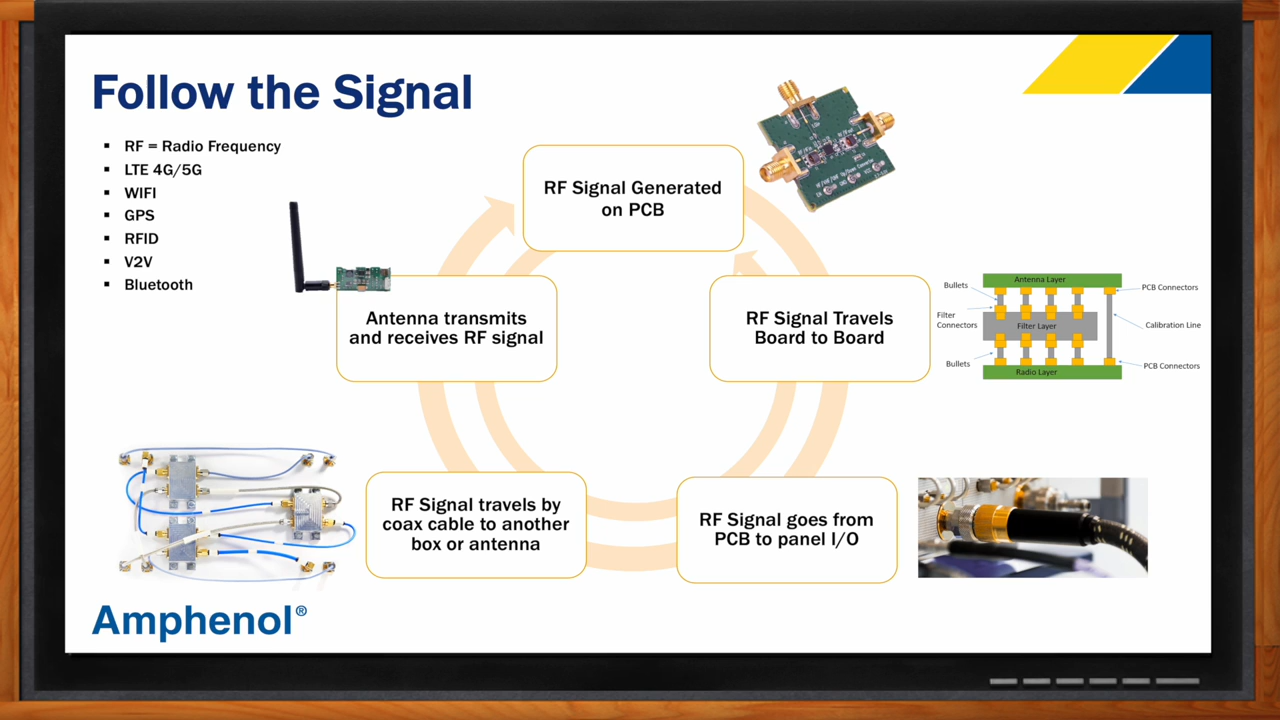 Follow the Signal
▪ RF = Radio Frequency
▪ LTE 4G/5G
▪ WIFI
▪ GPS
▪ RFID
▪ V2V
▪ Bluetooth
RF Signal Generated
on PCB
Antenna transmits
and receives RF signal
RF Signal Travels
Board to Board
Bullets
Filter
Connectors
Bullets
Antenna Layer
Filter Layer
Radio Layer
PCB Connectors
Calibration Line
PCB Connectors
RF Signal travels by
coax cable to another
box or antenna
RF Signal goes from
PCB to panel I/O
Amphenol®